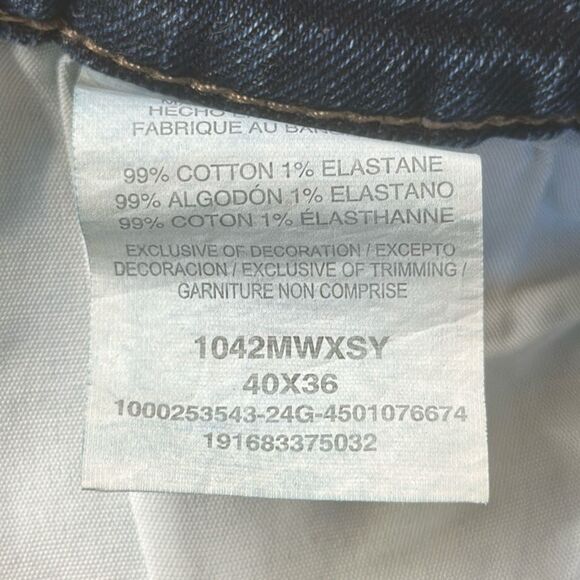 HECHO
FABRIQUE AU
99% COTTON 1% ELASTANE
99% ALGODÓN 1% ELASTANO
99% COTON 1% ÉLASTHANNE
EXCLUSIVE OF DECORATION / EXCEPTO
DECORACION / EXCLUSIVE OF TRIMMING /
GARNITURE NON COMPRISE
1042MWXSY
40X36
1000253543-24G-4501076674
191683375032